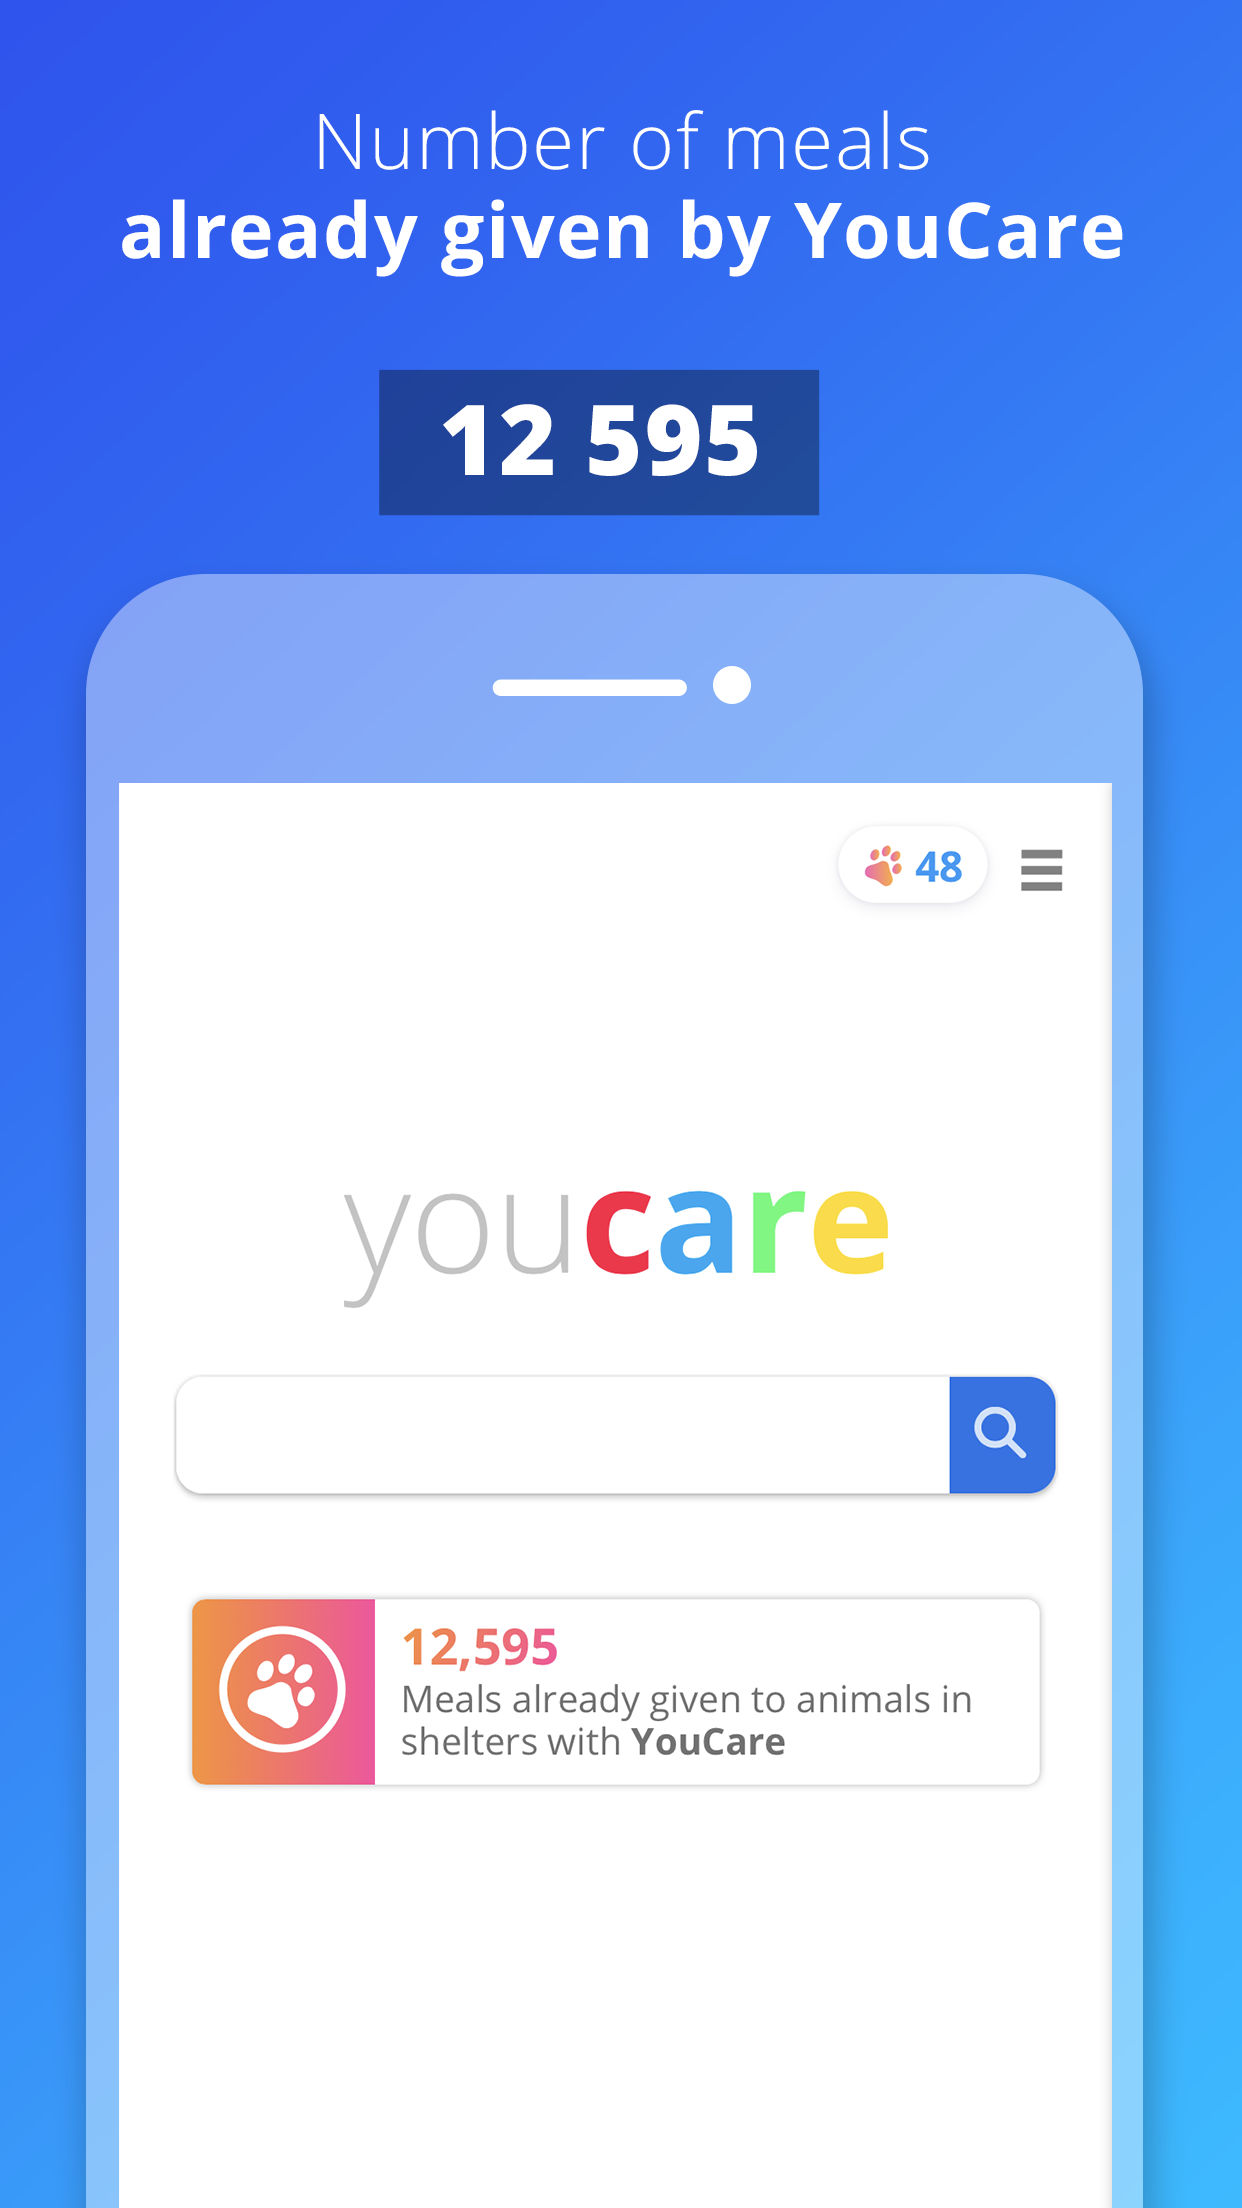 Number of meals
already given by YouCare
12 595
48
youcare
12,595
Meals already given to animals in
shelters with YouCare